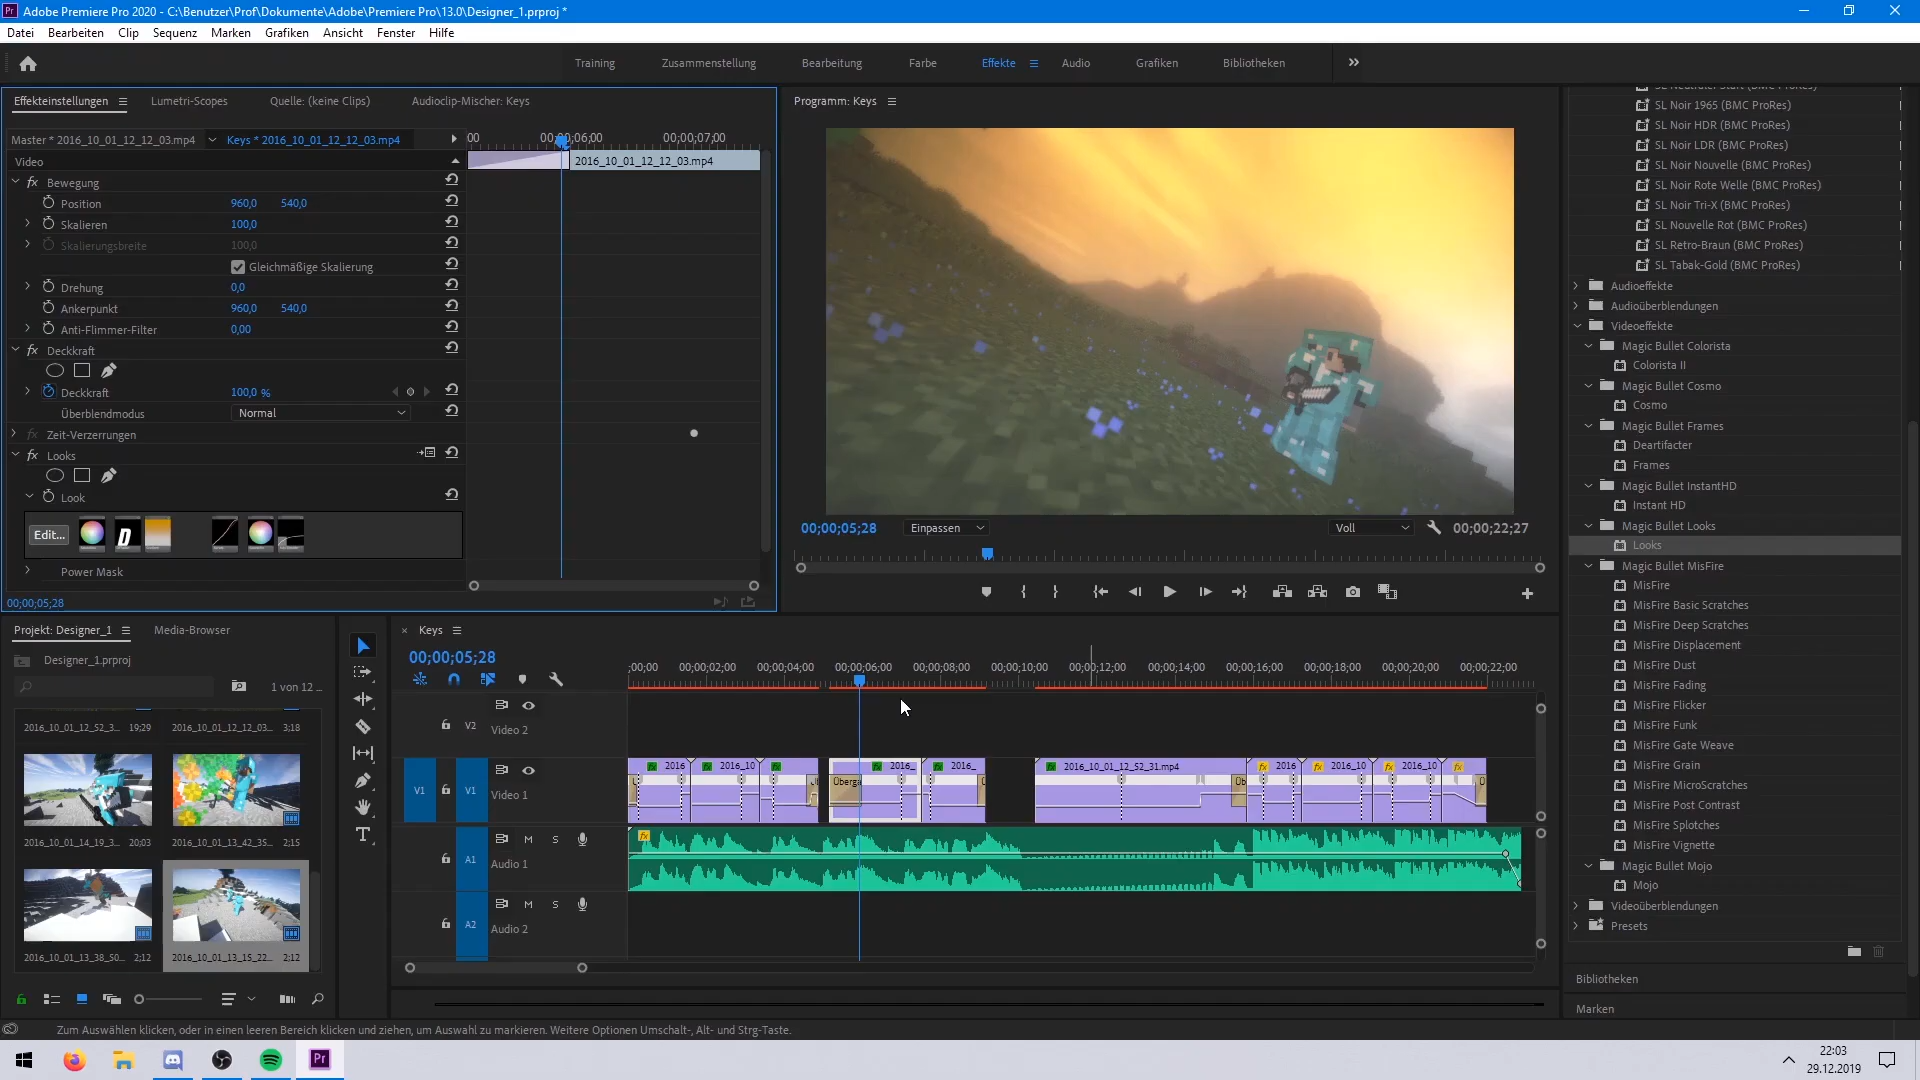 Adobe Premiere Pro 2020 - C:\Benutzer\Prof\Dokumente\Adobe\Premiere Pro\13.0\Designer_1.prproj *
Datei Bearbeiten Clip Sequenz Marken Grafiken Ansicht Fenster Hilfe
Training Zusammenstellung Bearbeitung Farbe Effekte Audio Grafiken Bibliotheken
Effekteinstellungen Lumetri-Scopes Quelle: (keine Clips) Audioclip-Mischer: Keys
Master * 2016_10_01_12_12_03.mp4 Keys * 2016_10_01_12_12_03.mp4
:00 00;00;06;00 00;00;07;00
Video
2016_10_01_12_12_03.mp4
fx Bewegung
Position 960,0 540,0
Skalieren 100,0
Skalierungsbreite 100,0
Gleichmäßige Skalierung
Drehung 0,0
Ankerpunkt 960,0 540,0
Anti-Flimmer-Filter 0,00
fx Deckkraft
Deckkraft 100,0 %
Überblendmodus Normal
fx Zeit-Verzerrungen
fx Looks
Look
Edit...
Power Mask
00;00;05;28
Programm: Keys
00;00;05;28 Einpassen Voll 00;00;22;27
SL Noir 1965 (BMC ProRes)
SL Noir HDR (BMC ProRes)
SL Noir LDR (BMC ProRes)
SL Noir Nouvelle (BMC ProRes)
SL Noir Rote Welle (BMC ProRes)
SL Noir Tri-X (BMC ProRes)
SL Nouvelle Rot (BMC ProRes)
SL Retro-Braun (BMC ProRes)
SL Tabak-Gold (BMC ProRes)
Audioeffekte
Audioüberblendungen
Videoeffekte
Magic Bullet Colorista
Colorista II
Magic Bullet Cosmo
Cosmo
Magic Bullet Frames
Deartifacter
Frames
Magic Bullet InstantHD
Instant HD
Magic Bullet Looks
Looks
Magic Bullet MisFire
MisFire
MisFire Basic Scratches
MisFire Deep Scratches
MisFire Displacement
MisFire Dust
MisFire Fading
MisFire Flicker
MisFire Funk
MisFire Gate Weave
MisFire Grain
MisFire MicroScratches
MisFire Post Contrast
MisFire Splotches
MisFire Vignette
Magic Bullet Mojo
Mojo
Videoüberblendungen
Presets
Bibliotheken
Marken
Projekt: Designer_1 Media-Browser
Designer_1.prproj
1 von 12 ...
2016_10_01_12_52_3... 19;29
2016_10_01_12_12_03... 3;18
2016_10_01_14_19_3... 20;03
2016_10_01_13_42_35... 2;15
2016_10_01_13_38_50... 2;12
2016_10_01_13_15_22... 2;12
Keys
00;00;05;28
;00;00 00;00;02;00 00;00;04;00 00;00;06;00 00;00;08;00 00;00;10;00 00;00;12;00 00;00;14;00 00;00;16;00 00;00;18;00 00;00;20;00 00;00;22;00
V2 Video 2
V1 V1 Video 1
2016 2016_10 Überga 2016_ 2016_ 2016_10_01_12_52_31.mp4 Üb 2016 2016_10 2016_10
A1 M S Audio 1
A2 M S Audio 2
Zum Auswählen klicken, oder in einen leeren Bereich klicken und ziehen, um Auswahl zu markieren. Weitere Optionen Umschalt-, Alt- und Strg-Taste.
22:03
29.12.2019